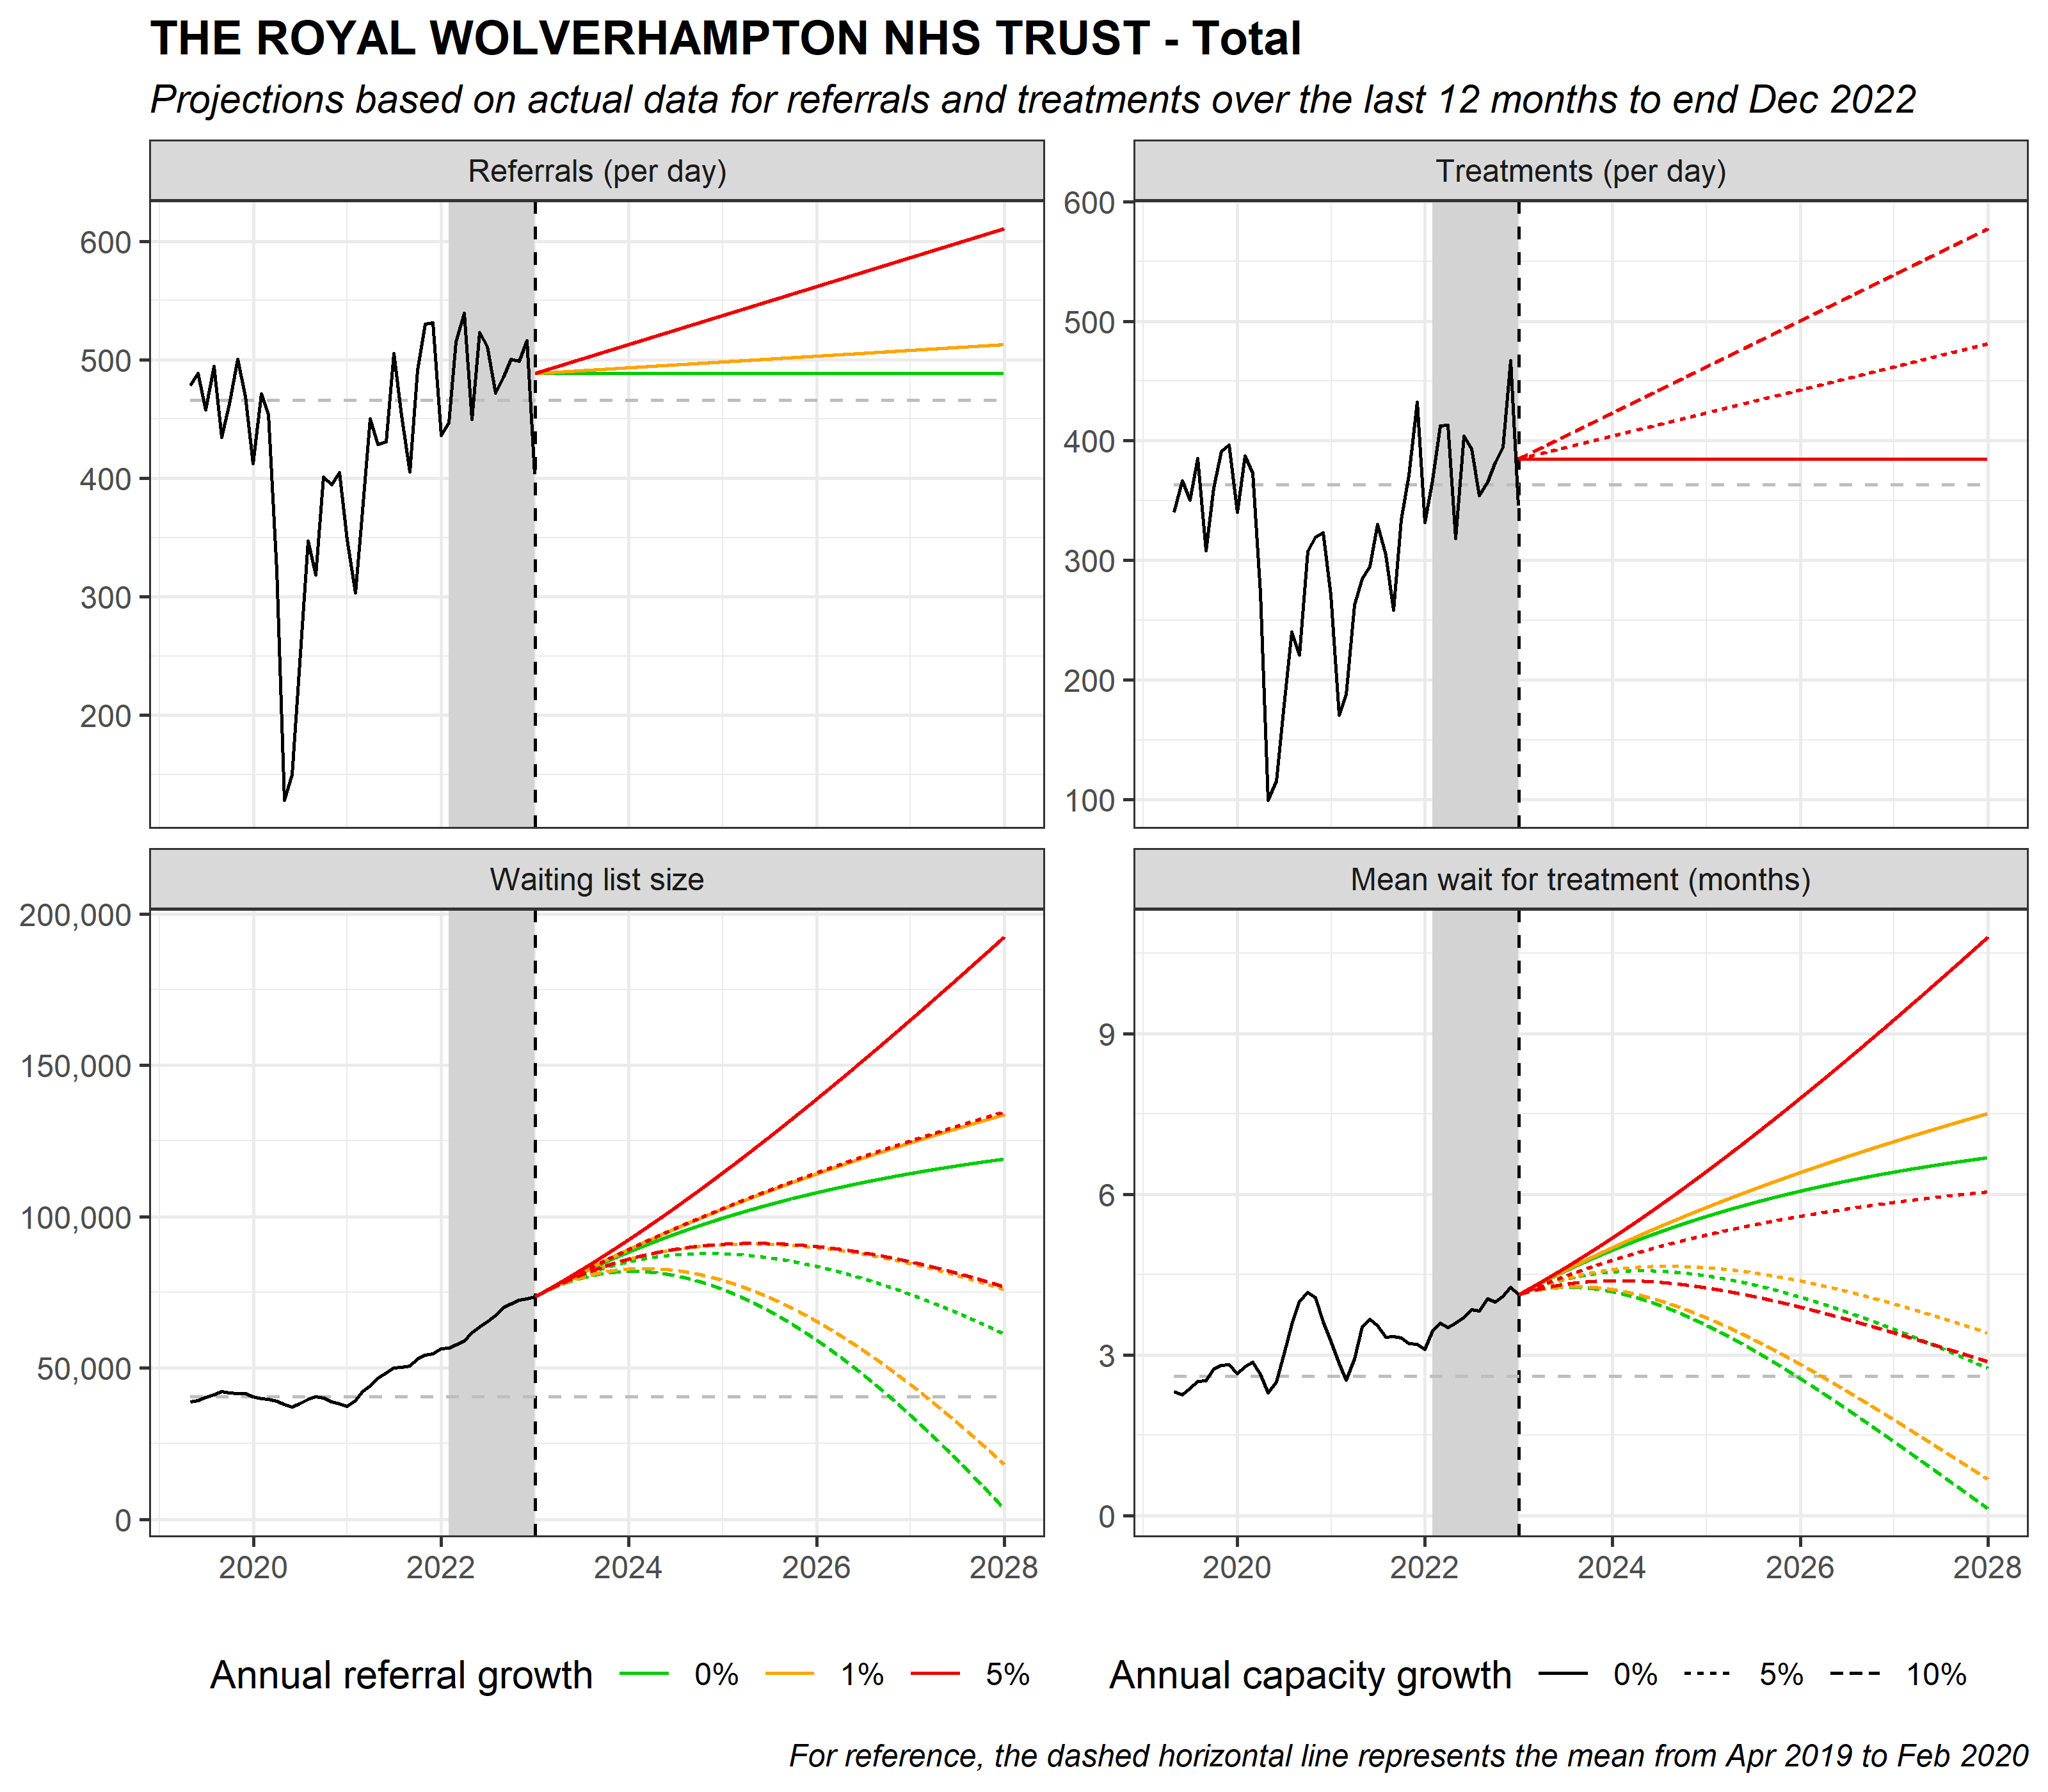 THE ROYAL WOLVERHAMPTON NHS TRUST - Total
Projections based on actual data for referrals and treatments over the last 12 months to end Dec 2022
Referrals (per day)
600
500
400
300
200
Treatments (per day)
600
500
400
300
200
100
Waiting list size
200,000
150,000
100,000
50,000
0
2020 2022 2024 2026 2028
Mean wait for treatment (months)
9
6
3
0
2020 2022 2024 2026 2028
Annual referral growth 0% 1% 5%
Annual capacity growth 0% 5% 10%
For reference, the dashed horizontal line represents the mean from Apr 2019 to Feb 2020